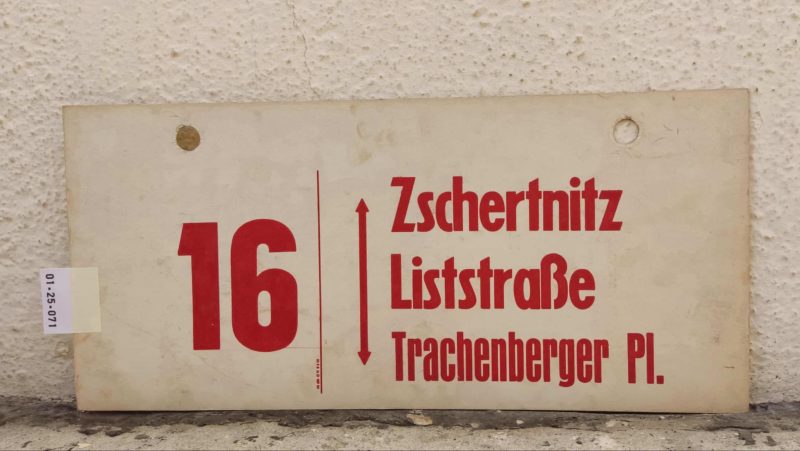 16
Zschertnitz
Liststraße
Trachenberger Pl.
01-25-071